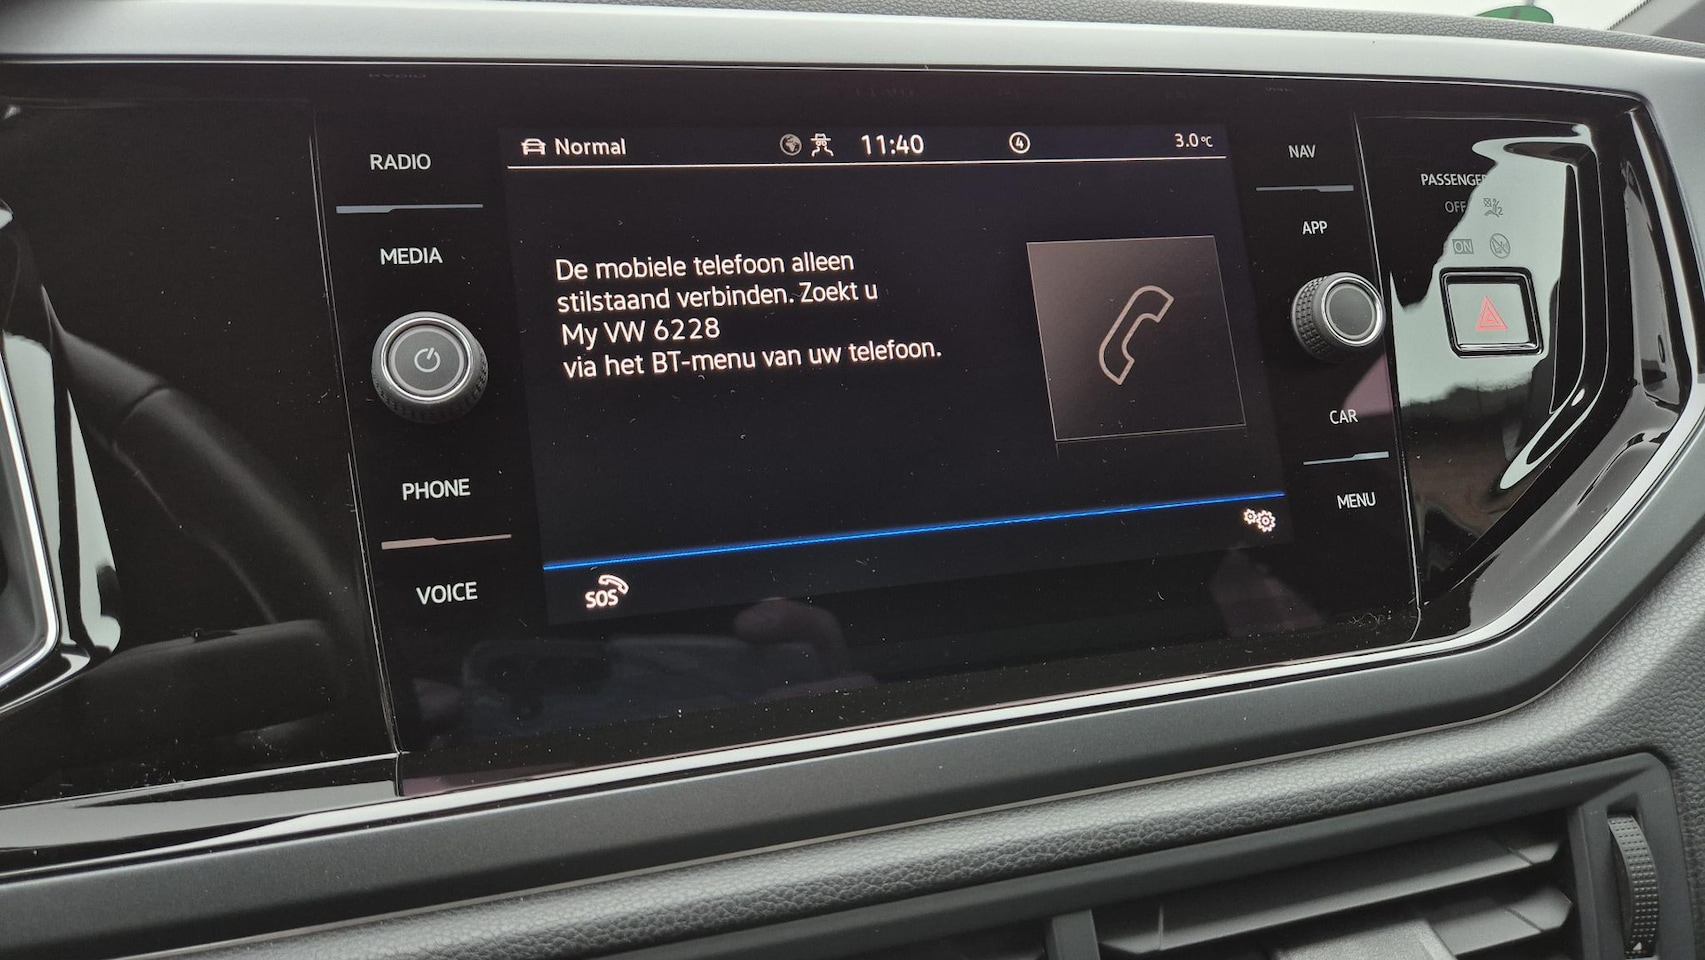 RADIO
MEDIA
PHONE
VOICE
Normal
11:40
4
3.0°C
De mobiele telefoon alleen
stilstaand verbinden. Zoekt u
My VW 6228
via het BT-menu van uw telefoon.
SOS
NAV
APP
CAR
MENU
PASSENGER
OFF
ON